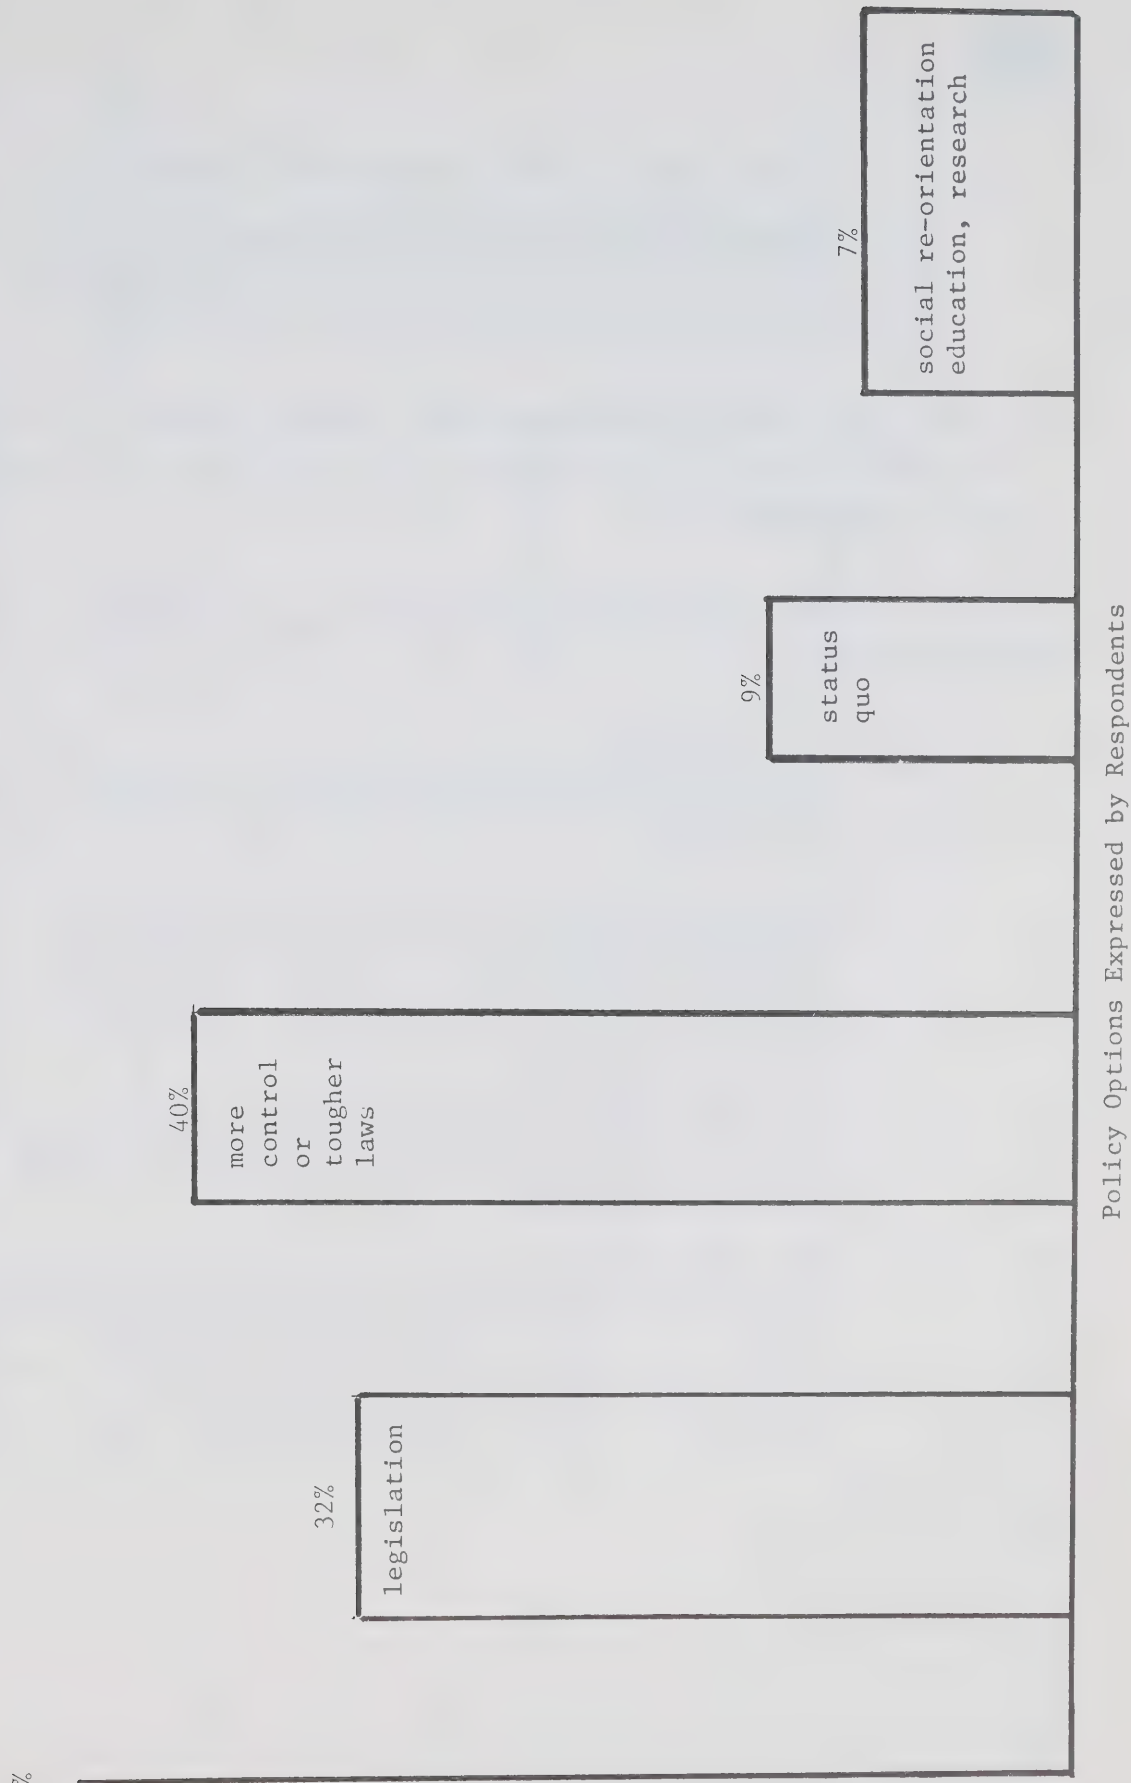 %
32%
legislation
40%
more
control
or
tougher
laws
9%
status
quo
7%
social re-orientation
education, research
Policy Options Expressed by Respondents